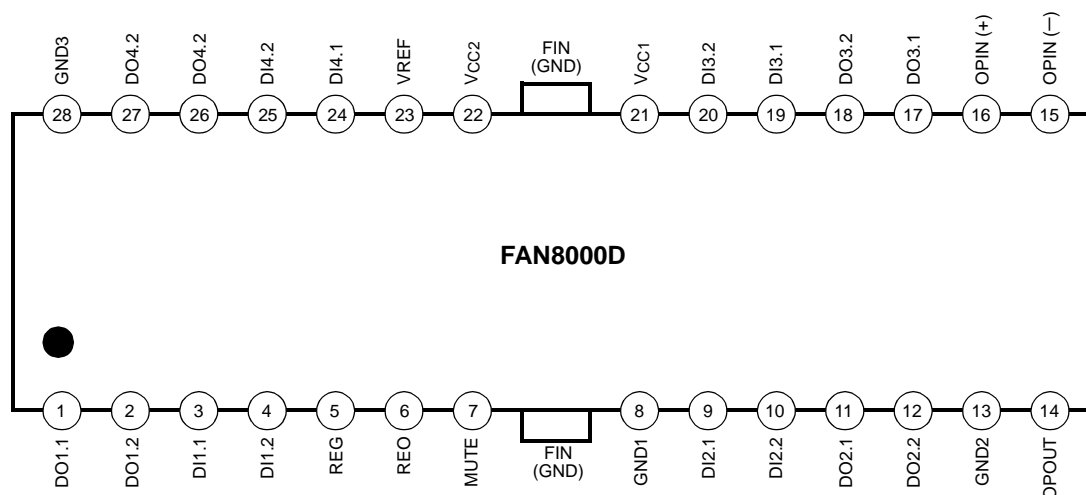 GND3
DO4.2
DO4.2
DI4.2
DI4.1
VREF
VCC2
FIN
(GND)
VCC1
DI3.2
DI3.1
DO3.2
DO3.1
OPIN (+)
OPIN (−)
28
27
26
25
24
23
22
21
20
19
18
17
16
15
FAN8000D
1
2
3
4
5
6
7
8
9
10
11
12
13
14
DO1.1
DO1.2
DI1.1
DI1.2
REG
REO
MUTE
FIN
(GND)
GND1
DI2.1
DI2.2
DO2.1
DO2.2
GND2
OPOUT